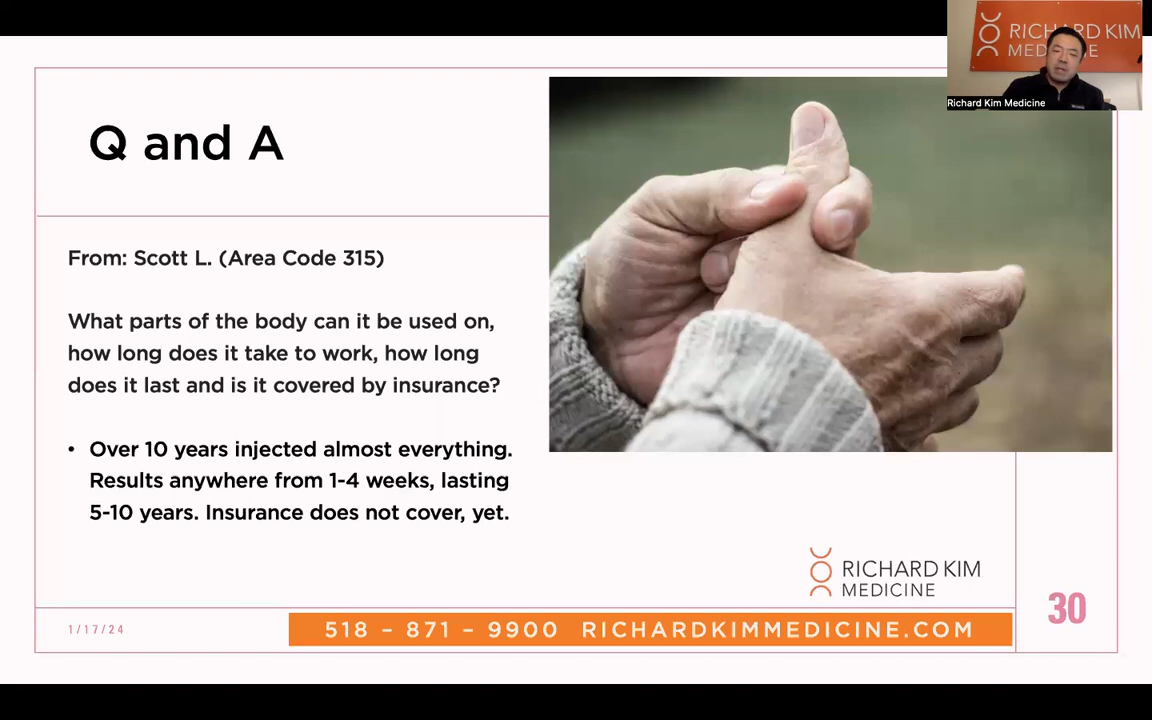 RICHARD KIM
MEDICINE
Richard Kim Medicine
Q and A
From: Scott L. (Area Code 315)
What parts of the body can it be used on,
how long does it take to work, how long
does it last and is it covered by insurance?
• Over 10 years injected almost everything.
Results anywhere from 1-4 weeks, lasting
5-10 years. Insurance does not cover, yet.
RICHARD KIM
MEDICINE
30
1/17/24
518 – 871 – 9900 RICHARDKIMMEDICINE.COM